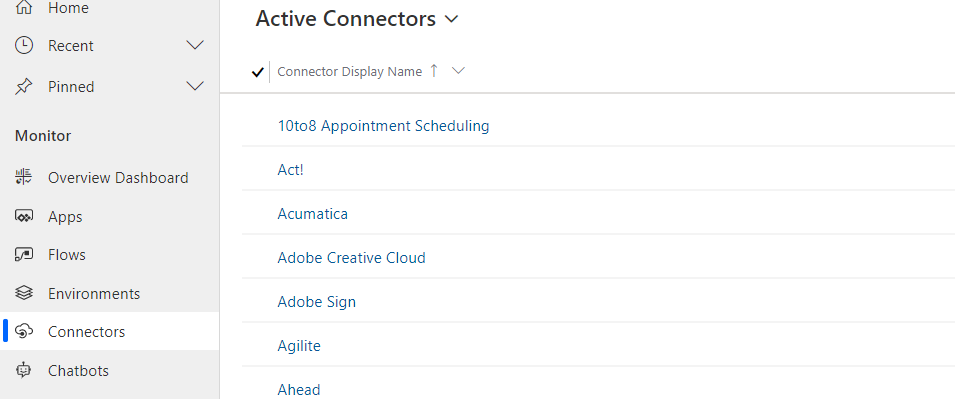 Home
Recent
Pinned
Monitor
Overview Dashboard
Apps
Flows
Environments
Connectors
Chatbots
Active Connectors
Connector Display Name
10to8 Appointment Scheduling
Act!
Acumatica
Adobe Creative Cloud
Adobe Sign
Agilite
Ahead